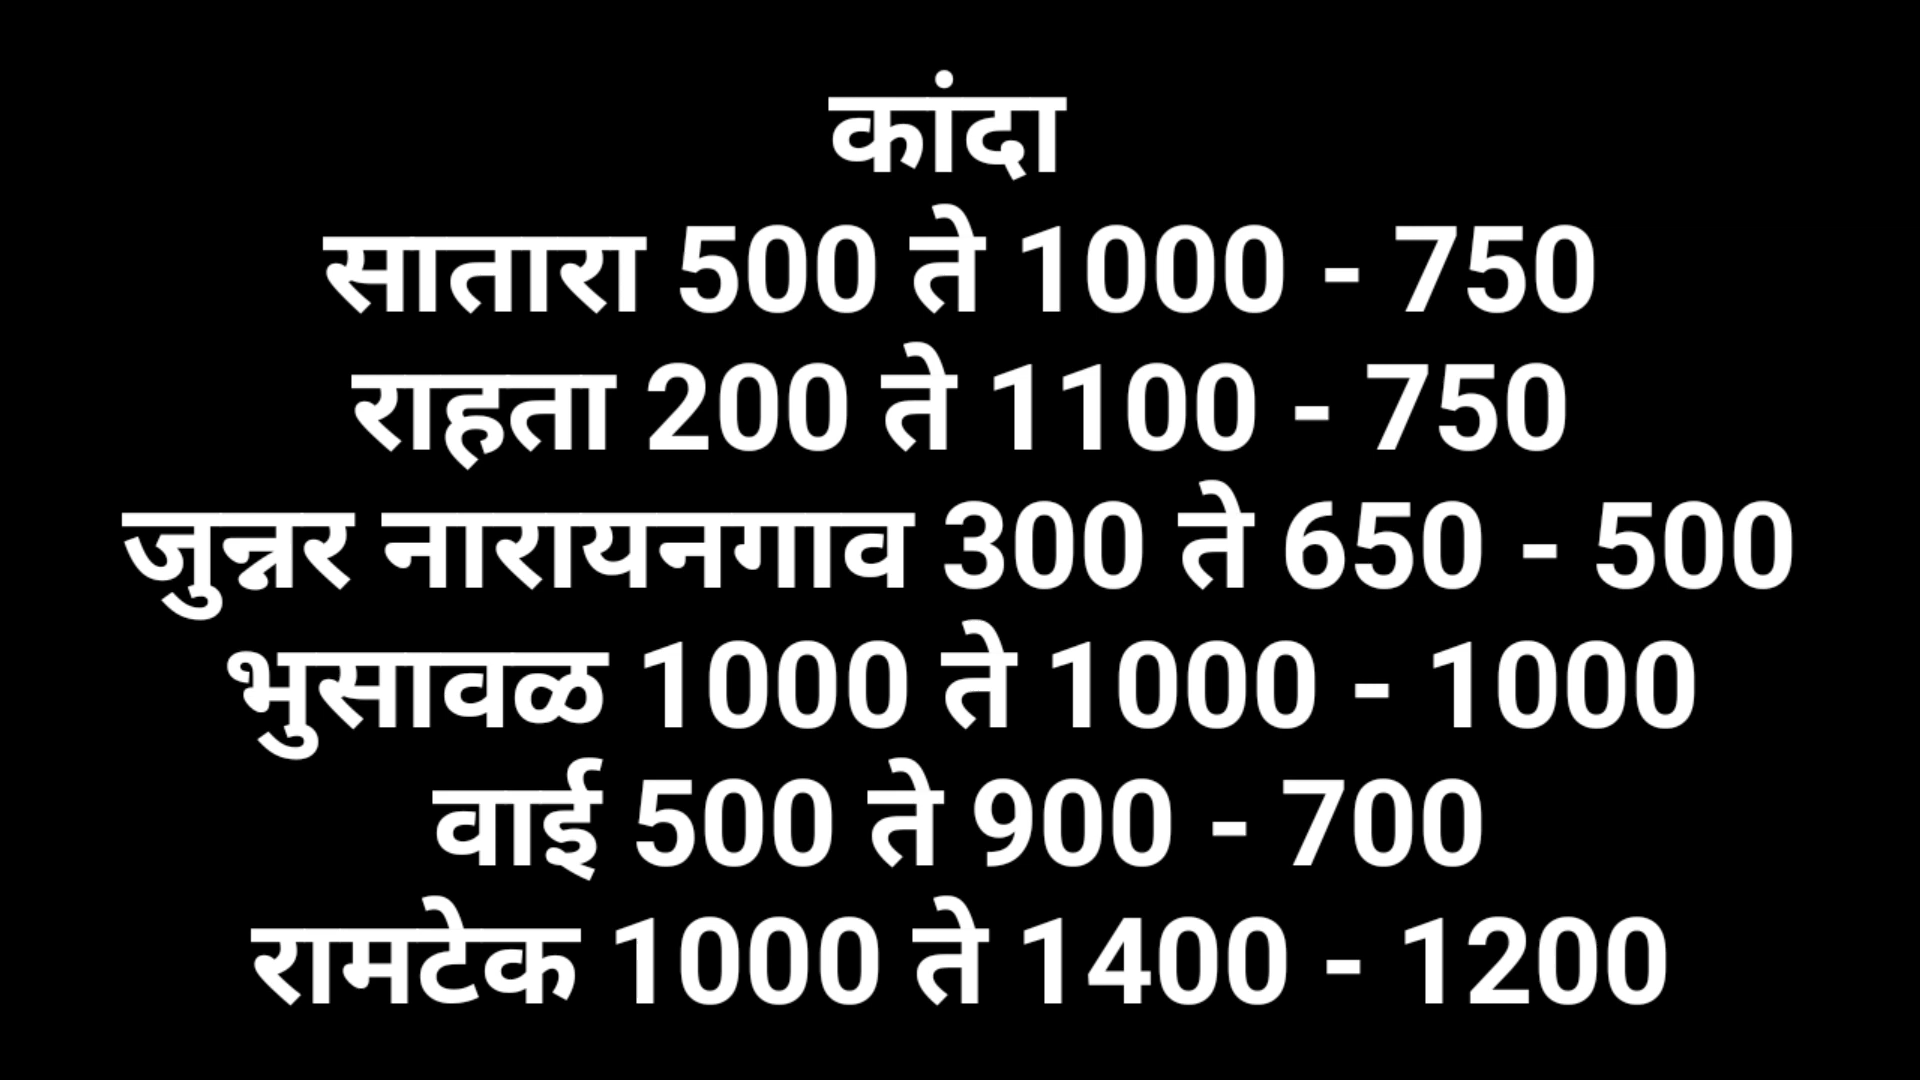 कांदा
सातारा 500 ते 1000 - 750
राहता 200 ते 1100 - 750
जुन्नर नारायनगाव 300 ते 650 - 500
भुसावळ 1000 ते 1000 - 1000
वाई 500 ते 900 - 700
रामटेक 1000 ते 1400 - 1200